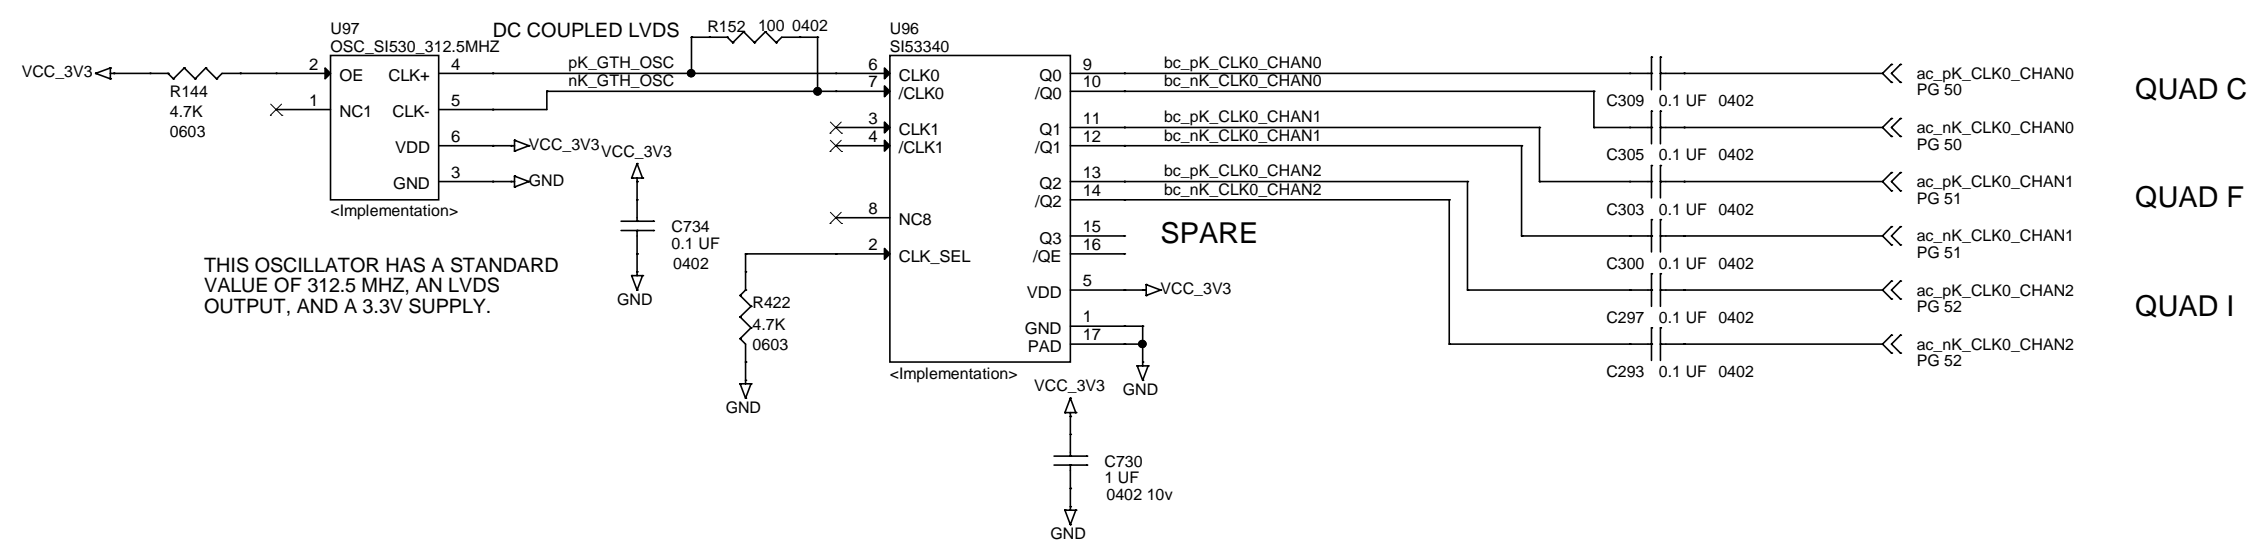 U97
OSC_SI530_312.5MHZ
DC COUPLED LVDS
R152 100 0402
U96
SI53340
VCC_3V3
R144
4.7K
0603
2 OE
1 NC1
CLK+ 4
CLK- 5
VDD 6
GND 3
VCC_3V3
GND
<Implementation>
pK_GTH_OSC
nK_GTH_OSC
VCC_3V3
C734
0.1 UF
0402
GND
THIS OSCILLATOR HAS A STANDARD
VALUE OF 312.5 MHZ, AN LVDS
OUTPUT, AND A 3.3V SUPPLY.
6 CLK0
7 /CLK0
3 CLK1
4 /CLK1
8 NC8
2 CLK_SEL
R422
4.7K
0603
GND
Q0 9
/Q0 10
Q1 11
/Q1 12
Q2 13
/Q2 14
Q3 15
/QE 16
VDD 5
GND 1
PAD 17
<Implementation>
bc_pK_CLK0_CHAN0
bc_nK_CLK0_CHAN0
bc_pK_CLK0_CHAN1
bc_nK_CLK0_CHAN1
bc_pK_CLK0_CHAN2
bc_nK_CLK0_CHAN2
SPARE
VCC_3V3
GND
VCC_3V3
C730
1 UF
0402 10v
GND
C309 0.1 UF 0402
C305 0.1 UF 0402
C303 0.1 UF 0402
C300 0.1 UF 0402
C297 0.1 UF 0402
C293 0.1 UF 0402
ac_pK_CLK0_CHAN0
PG 50
ac_nK_CLK0_CHAN0
PG 50
ac_pK_CLK0_CHAN1
PG 51
ac_nK_CLK0_CHAN1
PG 51
ac_pK_CLK0_CHAN2
PG 52
ac_nK_CLK0_CHAN2
PG 52
QUAD C
QUAD F
QUAD I